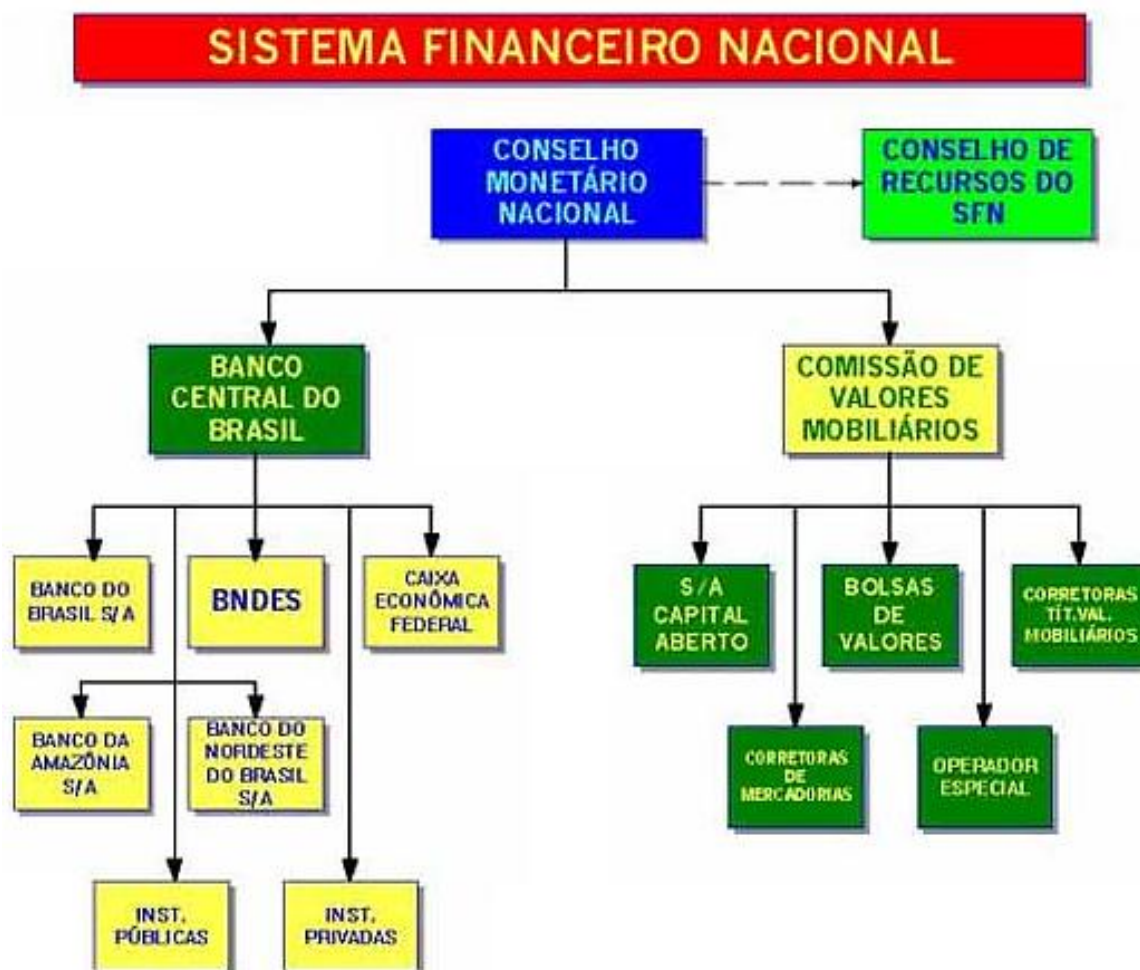 SISTEMA FINANCEIRO NACIONAL
CONSELHO
MONETÁRIO
NACIONAL
CONSELHO DE
RECURSOS DO
SFN
BANCO
CENTRAL DO
BRASIL
COMISSÃO DE
VALORES
MOBILIÁRIOS
BANCO DO
BRASIL S/A
BNDES
CAIXA
ECONÔMICA
FEDERAL
S/A
CAPITAL
ABERTO
BOLSAS
DE
VALORES
CORRETORAS
TÍT.VAL.
MOBILIÁRIOS
BANCO DA
AMAZÔNIA
S/A
BANCO DO
NORDESTE
DO BRASIL
S/A
CORRETORAS
DE
MERCADORIAS
OPERADOR
ESPECIAL
INST.
PÚBLICAS
INST.
PRIVADAS